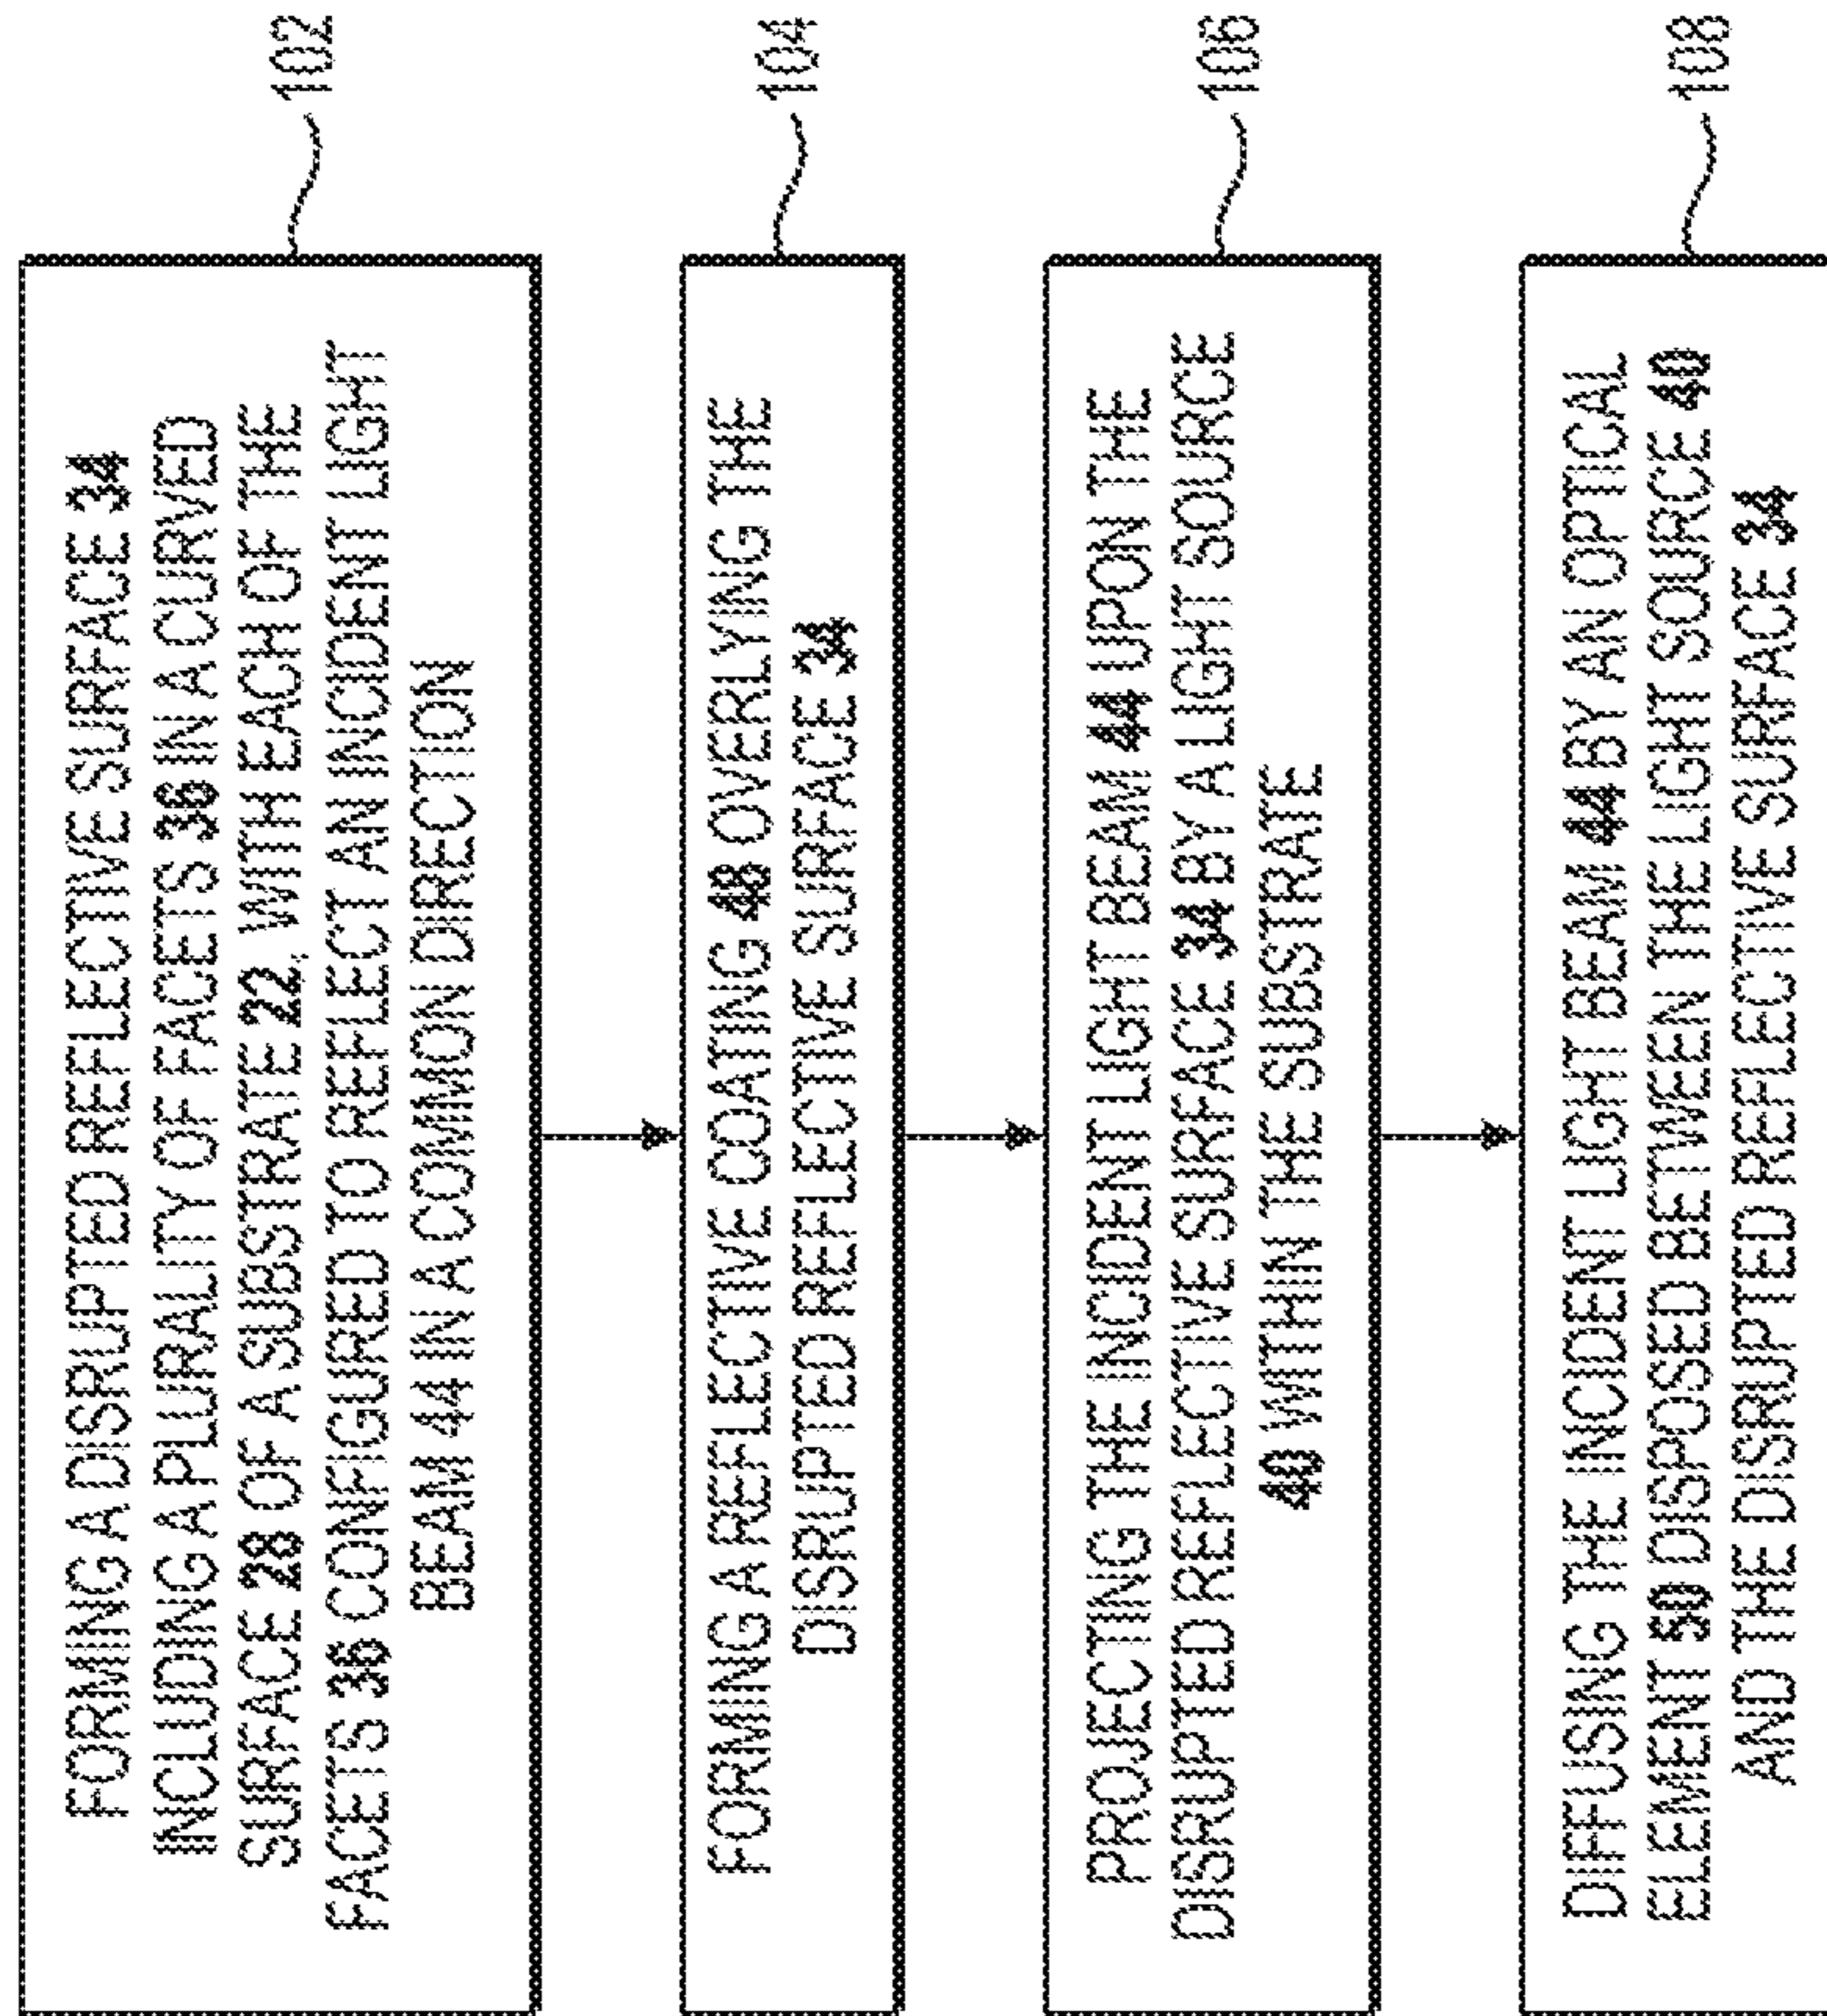 FORMING A DISRUPTED REFLECTIVE SURFACE 34
INCLUDING A PLURALITY OF FACETS 36 IN A CURVED
SURFACE 28 OF A SUBSTRATE 22, WITH EACH OF THE
FACETS 36 CONFIGURED TO REFLECT AN INCIDENT LIGHT
BEAM 44 IN A COMMON DIRECTION
102
FORMING A REFLECTIVE COATING 48 OVERLYING THE
DISRUPTED REFLECTIVE SURFACE 34
104
PROJECTING THE INCIDENT LIGHT BEAM 44 UPON THE
DISRUPTED REFLECTIVE SURFACE 34 BY A LIGHT SOURCE
40 WITHIN THE SUBSTRATE
106
DIFFUSING THE INCIDENT LIGHT BEAM 44 BY AN OPTICAL
ELEMENT 50 DISPOSED BETWEEN THE LIGHT SOURCE 40
AND THE DISRUPTED REFLECTIVE SURFACE 34
108